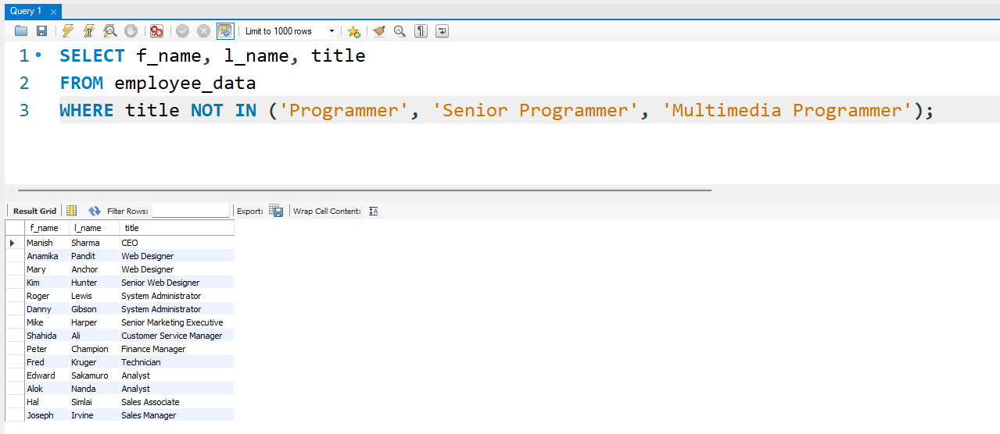 Query 1
Limit to 1000 rows
1 SELECT f_name, l_name, title
2 FROM employee_data
3 WHERE title NOT IN ('Programmer', 'Senior Programmer', 'Multimedia Programmer');
Result Grid Filter Rows: Export: Wrap Cell Content:
f_name l_name title
Manish Sharma CEO
Anamika Pandit Web Designer
Mary Anchor Web Designer
Kim Hunter Senior Web Designer
Roger Lewis System Administrator
Danny Gibson System Administrator
Mike Harper Senior Marketing Executive
Shahida Ali Customer Service Manager
Peter Champion Finance Manager
Fred Kruger Technician
Edward Sakamuro Analyst
Alok Nanda Analyst
Hal Simlai Sales Associate
Joseph Irvine Sales Manager